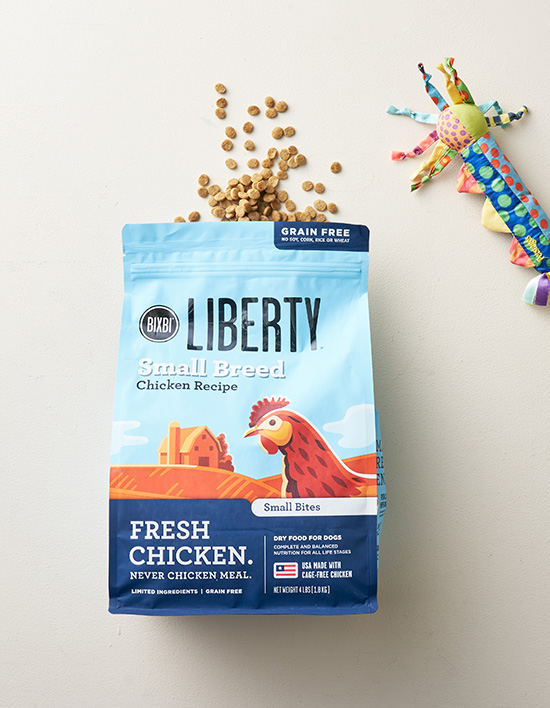 GRAIN FREE
NO SOY, CORN, RICE OR WHEAT
BIXBI
LIBERTY
Small Breed
Chicken Recipe
Small Bites
FRESH
CHICKEN.
NEVER CHICKEN MEAL.
LIMITED INGREDIENTS | GRAIN FREE
DRY FOOD FOR DOGS
COMPLETE AND BALANCED
NUTRITION FOR ALL LIFE STAGES
USA MADE WITH
CAGE-FREE CHICKEN
NET WEIGHT 4 LBS (1.8 KG)